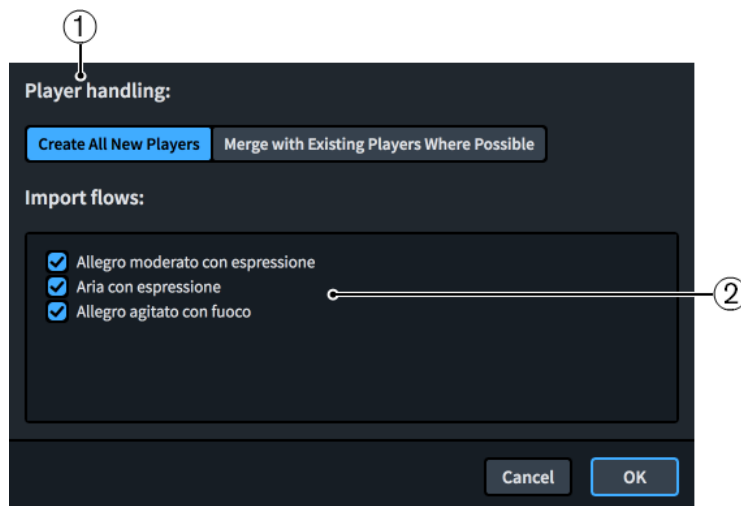 1
Player handling:
Create All New Players Merge with Existing Players Where Possible
Import flows:
Allegro moderato con espressione
Aria con espressione
2
Allegro agitato con fuoco
Cancel OK